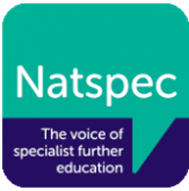 Natspec
The voice of
specialist further
education